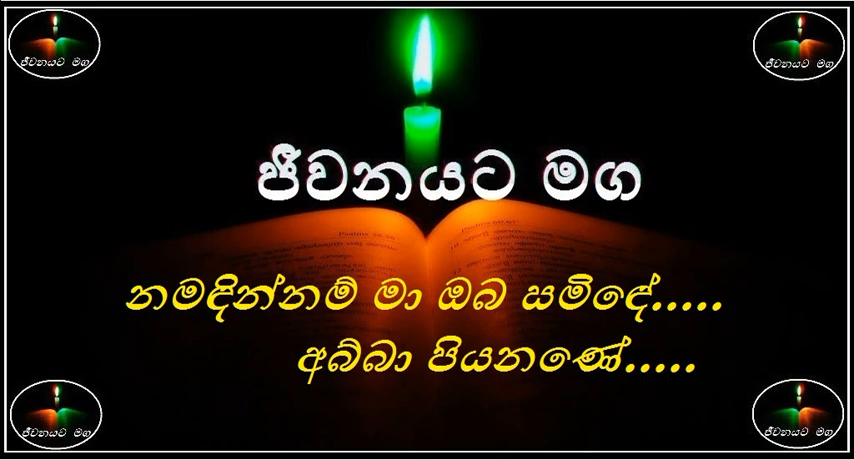 ජීවනයට මග
ජීවනයට මග
ජීවනයට මග
නමදින්නම් මා ඔබ සමිඳේ.....
අබ්බා පියනණේ.....
ජීවනයට මග
ජීවනයට මග